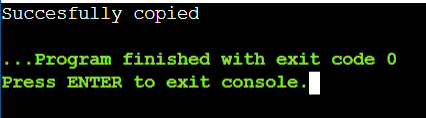 Succesfully copied
...Program finished with exit code 0
Press ENTER to exit console.